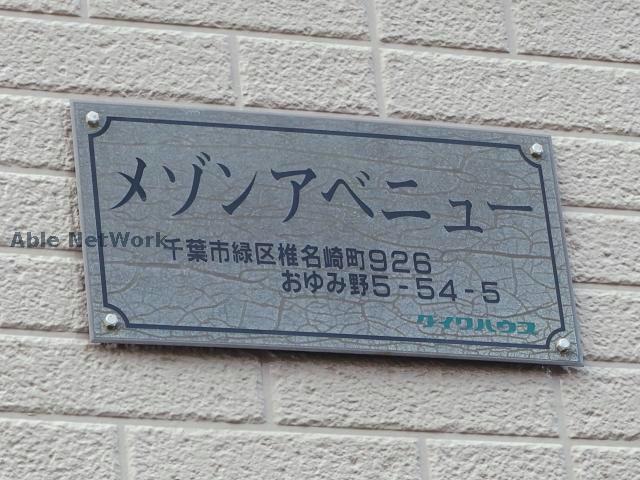 メゾンアベニュー
Able NetWork
千葉市緑区椎名崎町926
おゆみ野5-54-5
ダイワハウス